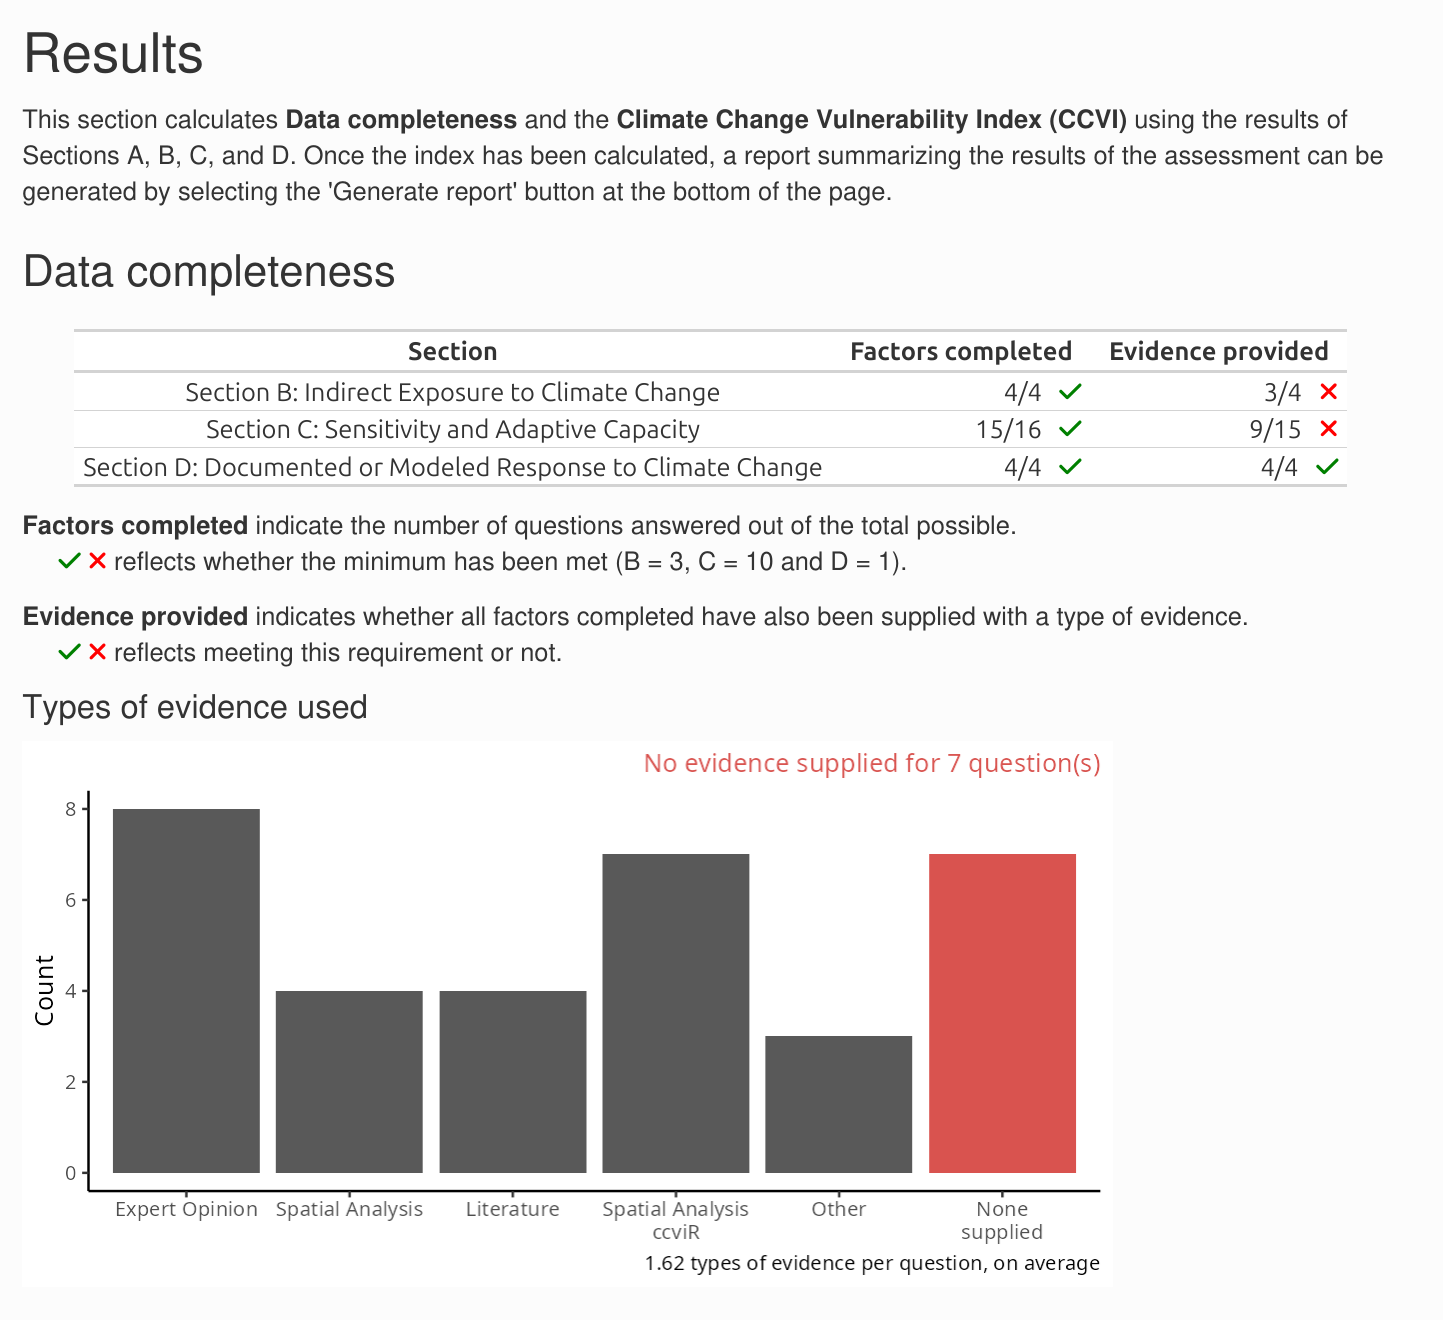 Results
This section calculates Data completeness and the Climate Change Vulnerability Index (CCVI) using the results of
Sections A, B, C, and D. Once the index has been calculated, a report summarizing the results of the assessment can be
generated by selecting the 'Generate report' button at the bottom of the page.
Data completeness
Section Factors completed Evidence provided
Section B: Indirect Exposure to Climate Change 4/4 ✓ 3/4 ✕
Section C: Sensitivity and Adaptive Capacity 15/16 ✓ 9/15 ✕
Section D: Documented or Modeled Response to Climate Change 4/4 ✓ 4/4 ✓
Factors completed indicate the number of questions answered out of the total possible.
✓ ✕ reflects whether the minimum has been met (B = 3, C = 10 and D = 1).
Evidence provided indicates whether all factors completed have also been supplied with a type of evidence.
✓ ✕ reflects meeting this requirement or not.
Types of evidence used
No evidence supplied for 7 question(s)
Count
8
6
4
2
0
Expert Opinion Spatial Analysis Literature Spatial Analysis Other None
ccviR supplied
1.62 types of evidence per question, on average